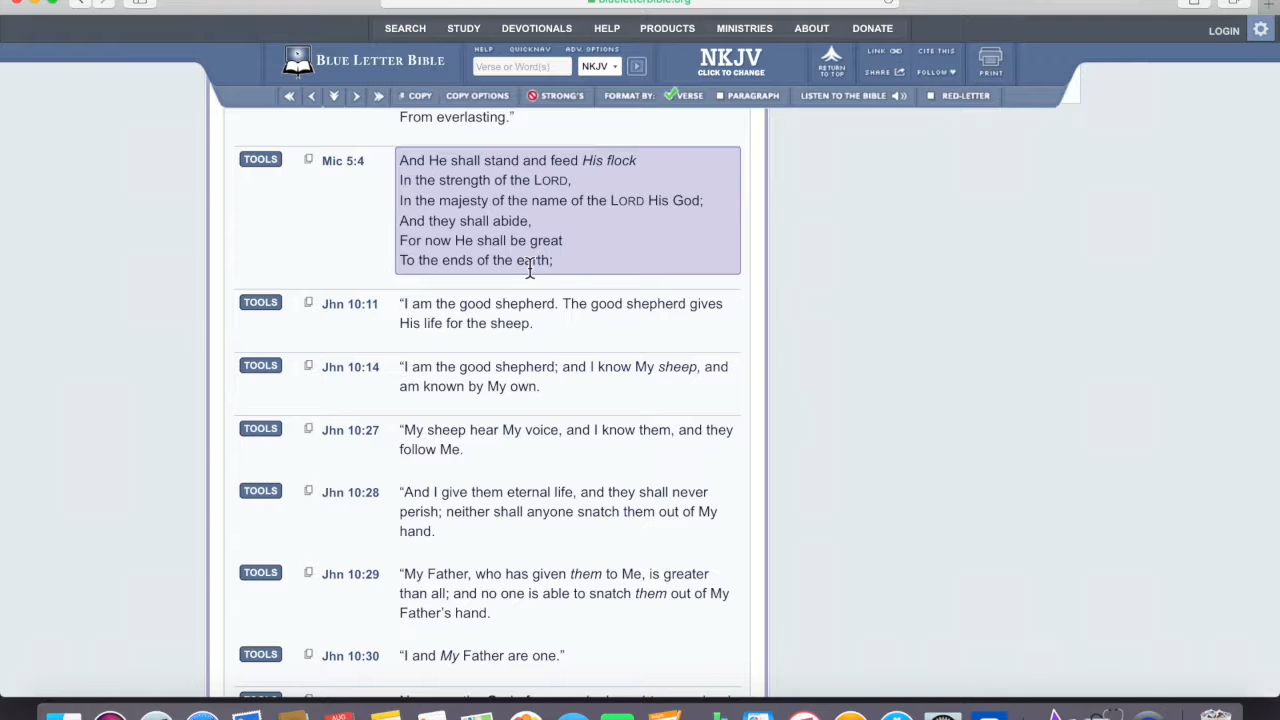 blueletterbible.org
SEARCH STUDY DEVOTIONALS HELP PRODUCTS MINISTRIES ABOUT DONATE
LOGIN
BLUE LETTER BIBLE
HELP QUICKNAV ADV. OPTIONS
Verse or Word(s) NKJV
NKJV
CLICK TO CHANGE
RETURN TO TOP
LINK CITE THIS
SHARE FOLLOW
PRINT
COPY COPY OPTIONS STRONG'S FORMAT BY: VERSE PARAGRAPH LISTEN TO THE BIBLE RED-LETTER
From everlasting.”
TOOLS Mic 5:4 And He shall stand and feed His flock
In the strength of the LORD,
In the majesty of the name of the LORD His God;
And they shall abide,
For now He shall be great
To the ends of the earth;
TOOLS Jhn 10:11 “I am the good shepherd. The good shepherd gives
His life for the sheep.
TOOLS Jhn 10:14 “I am the good shepherd; and I know My sheep, and
am known by My own.
TOOLS Jhn 10:27 “My sheep hear My voice, and I know them, and they
follow Me.
TOOLS Jhn 10:28 “And I give them eternal life, and they shall never
perish; neither shall anyone snatch them out of My
hand.
TOOLS Jhn 10:29 “My Father, who has given them to Me, is greater
than all; and no one is able to snatch them out of My
Father’s hand.
TOOLS Jhn 10:30 “I and My Father are one.”
AUG